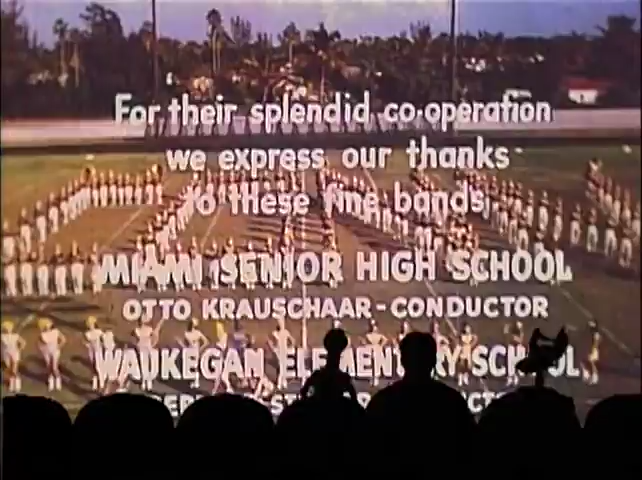 For their splendid co-operation
we express our thanks
to these fine bands
MIAMI SENIOR HIGH SCHOOL
OTTO KRAUSCHAAR-CONDUCTOR
WAUKEGAN ELEMENTARY SCHOOL